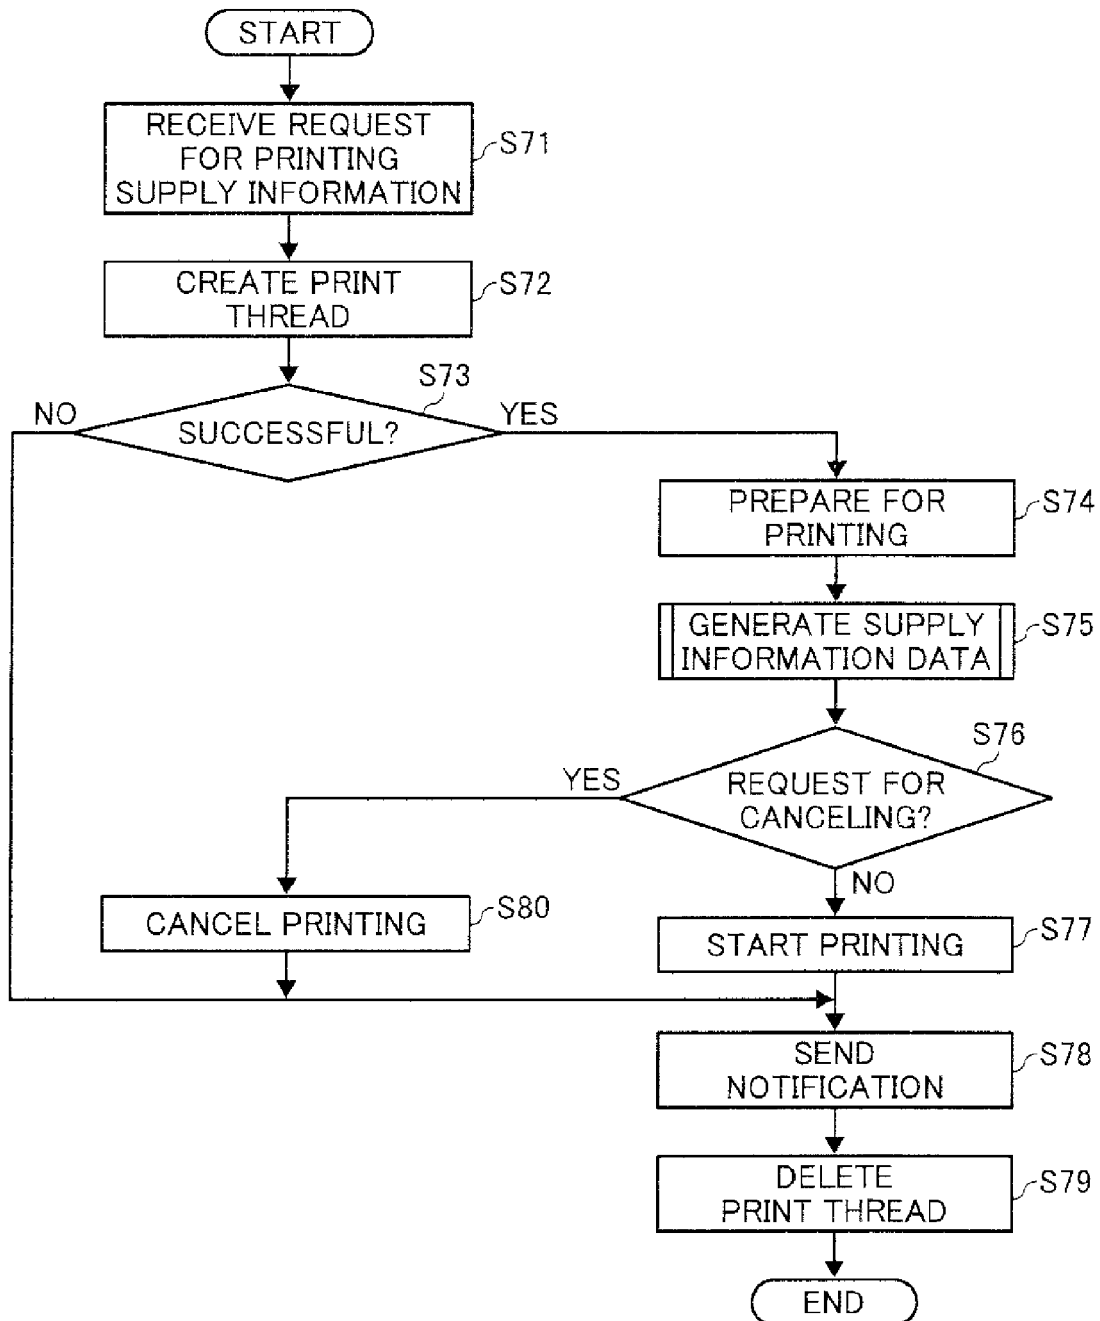 START
RECEIVE REQUEST
FOR PRINTING
SUPPLY INFORMATION
S71
CREATE PRINT
THREAD
S72
S73
NO
SUCCESSFUL?
YES
PREPARE FOR
PRINTING
S74
GENERATE SUPPLY
INFORMATION DATA
S75
S76
YES
REQUEST FOR
CANCELING?
NO
CANCEL PRINTING
S80
START PRINTING
S77
SEND
NOTIFICATION
S78
DELETE
PRINT THREAD
S79
END